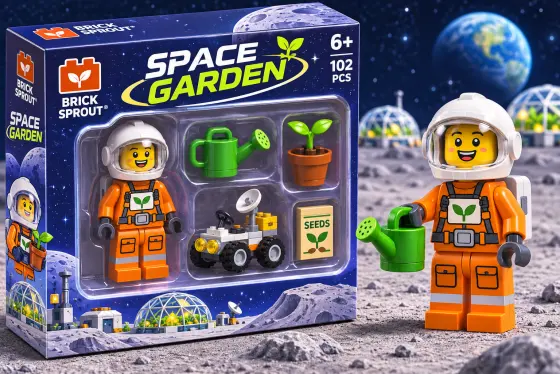 BRICK
SPROUT®
SPACE
GARDEN
6+
102
PCS
BRICK
SPROUT
SPACE
GARDEN
SEEDS